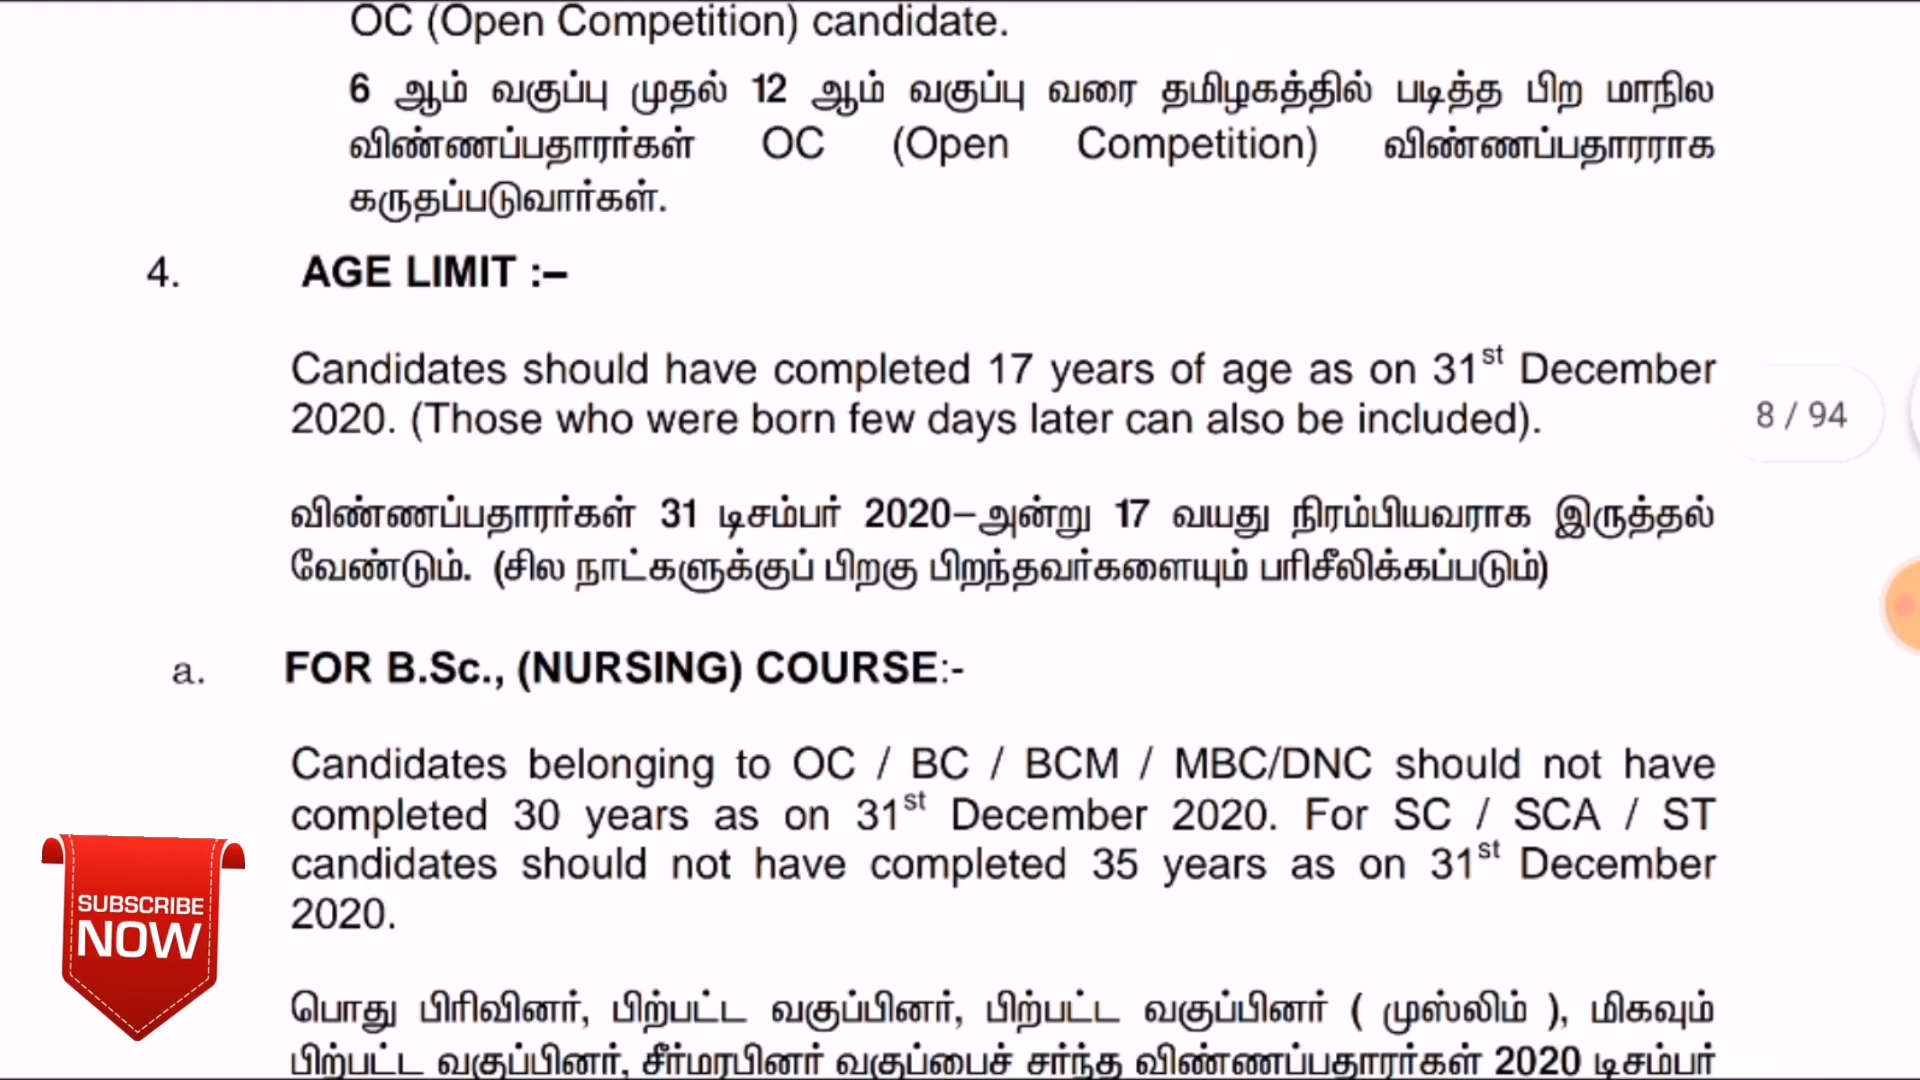 OC (Open Competition) candidate.
6 ஆம் வகுப்பு முதல் 12 ஆம் வகுப்பு வரை தமிழகத்தில் படித்த பிற மாநில
விண்ணப்பதாரர்கள் OC (Open Competition) விண்ணப்பதாரராக
கருதப்படுவார்கள்.
4. AGE LIMIT :–
Candidates should have completed 17 years of age as on 31st December
2020. (Those who were born few days later can also be included).
8 / 94
விண்ணப்பதாரர்கள் 31 டிசம்பர் 2020–அன்று 17 வயது நிரம்பியவராக இருத்தல்
வேண்டும். (சில நாட்களுக்குப் பிறகு பிறந்தவர்களையும் பரிசீலிக்கப்படும்)
a. FOR B.Sc., (NURSING) COURSE:-
Candidates belonging to OC / BC / BCM / MBC/DNC should not have
completed 30 years as on 31st December 2020. For SC / SCA / ST
candidates should not have completed 35 years as on 31st December
2020.
SUBSCRIBE
NOW
பொது பிரிவினர், பிற்பட்ட வகுப்பினர், பிற்பட்ட வகுப்பினர் ( முஸ்லிம் ), மிகவும்
பிற்பட்ட வகுப்பினர், சீர்மரபினர் வகுப்பைச் சர்ந்த விண்ணப்பதாரர்கள் 2020 டிசம்பர்